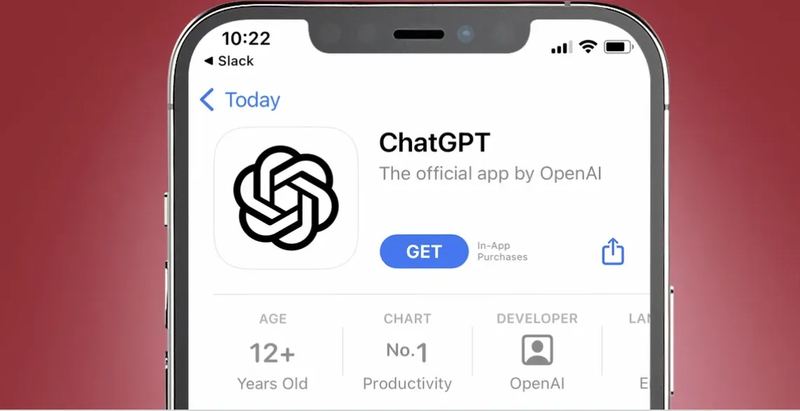 10:22
◀ Slack
Today
ChatGPT
The official app by OpenAI
GET
In-App
Purchases
AGE
CHART
DEVELOPER
LAN
12+
No.1
Years Old
Productivity
OpenAI
E